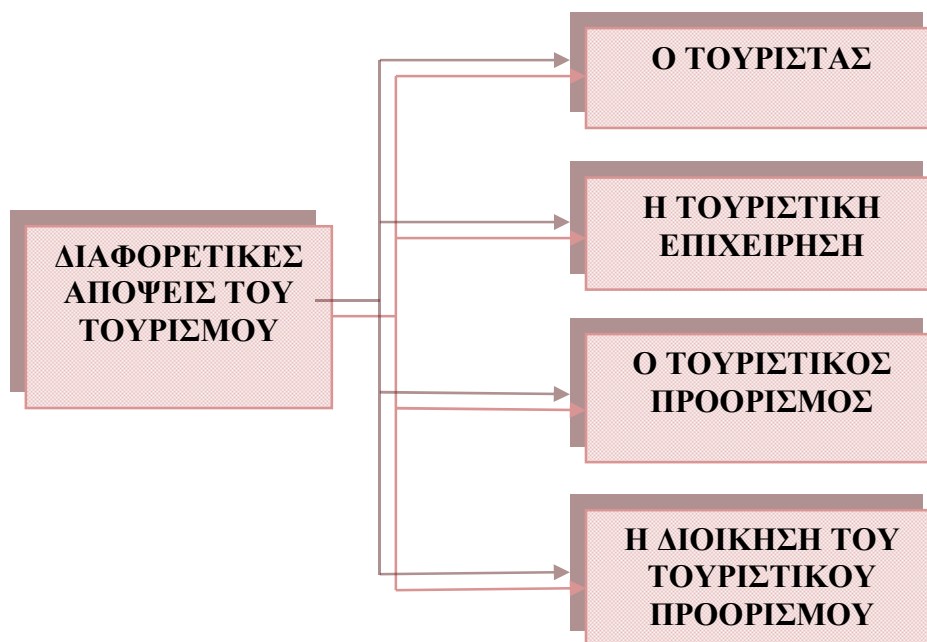 ΔΙΑΦΟΡΕΤΙΚΕΣ
ΑΠΟΨΕΙΣ ΤΟΥ
ΤΟΥΡΙΣΜΟΥ
Ο ΤΟΥΡΙΣΤΑΣ
Η ΤΟΥΡΙΣΤΙΚΗ
ΕΠΙΧΕΙΡΗΣΗ
Ο ΤΟΥΡΙΣΤΙΚΟΣ
ΠΡΟΟΡΙΣΜΟΣ
Η ΔΙΟΙΚΗΣΗ ΤΟΥ
ΤΟΥΡΙΣΤΙΚΟΥ
ΠΡΟΟΡΙΣΜΟΥ